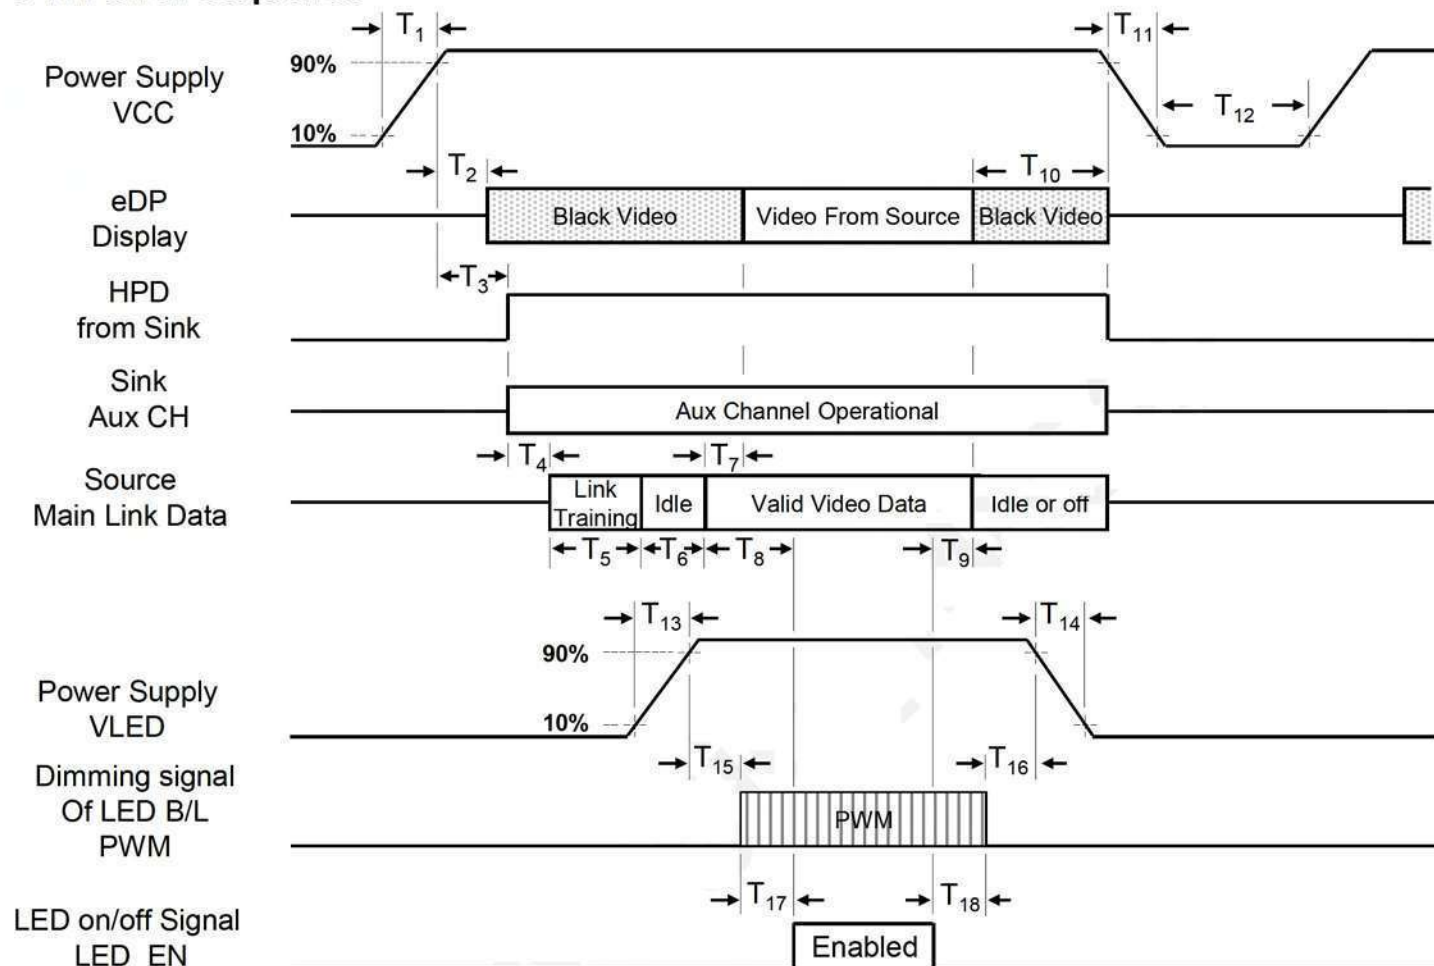 T1
T11
90%
Power Supply
VCC
T12
10%
T2
T10
eDP
Display
Black Video
Video From Source
Black Video
T3
HPD
from Sink
Sink
Aux CH
Aux Channel Operational
T4
T7
Source
Main Link Data
Link
Training
Idle
Valid Video Data
Idle or off
T5
T6
T8
T9
T13
T14
90%
Power Supply
VLED
10%
T15
T16
Dimming signal
Of LED B/L
PWM
PWM
T17
T18
LED on/off Signal
LED_EN
Enabled